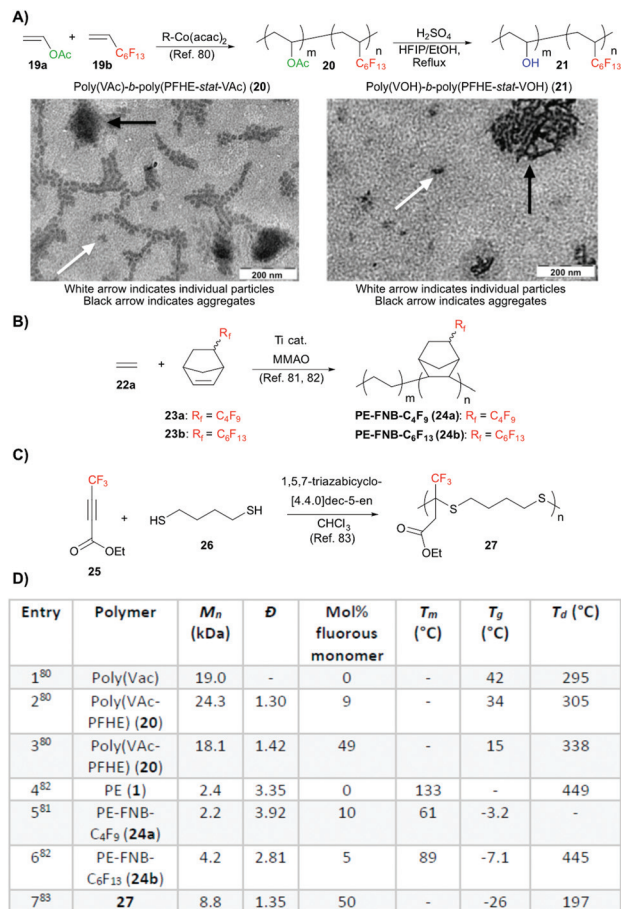 A)
R-Co(acac)2
(Ref. 80)
H2SO4
HFIP/EtOH,
Reflux
+
OAc
C6F13
19a
19b
m
n
OAc
20
C6F13
m
n
OH
21
C6F13
Poly(VAc)-b-poly(PFHE-stat-VAc) (20)
Poly(VOH)-b-poly(PFHE-stat-VOH) (21)
200 nm
200 nm
White arrow indicates individual particles
Black arrow indicates aggregates
White arrow indicates individual particles
Black arrow indicates aggregates
B)
Rf
Ti cat.
MMAO
(Ref. 81, 82)
Rf
+
22a
m
n
23a: Rf = C4F9
23b: Rf = C6F13
PE-FNB-C4F9 (24a): Rf = C4F9
PE-FNB-C6F13 (24b): Rf = C6F13
C)
CF3
O
OEt
25
+
HS
SH
26
1,5,7-triazabicyclo-
[4.4.0]dec-5-en
CHCl3
(Ref. 83)
CF3
S
S
n
O
OEt
27
D)
Entry Polymer Mn (kDa) Đ Mol% fluorous monomer Tm (°C) Tg (°C) Td (°C)
1^80 Poly(Vac) 19.0 - 0 - 42 295
2^80 Poly(VAc-PFHE) (20) 24.3 1.30 9 - 34 305
3^80 Poly(VAc-PFHE) (20) 18.1 1.42 49 - 15 338
4^82 PE (1) 2.4 3.35 0 133 - 449
5^81 PE-FNB-C4F9 (24a) 2.2 3.92 10 61 -3.2 -
6^82 PE-FNB-C6F13 (24b) 4.2 2.81 5 89 -7.1 445
7^83 27 8.8 1.35 50 - -26 197